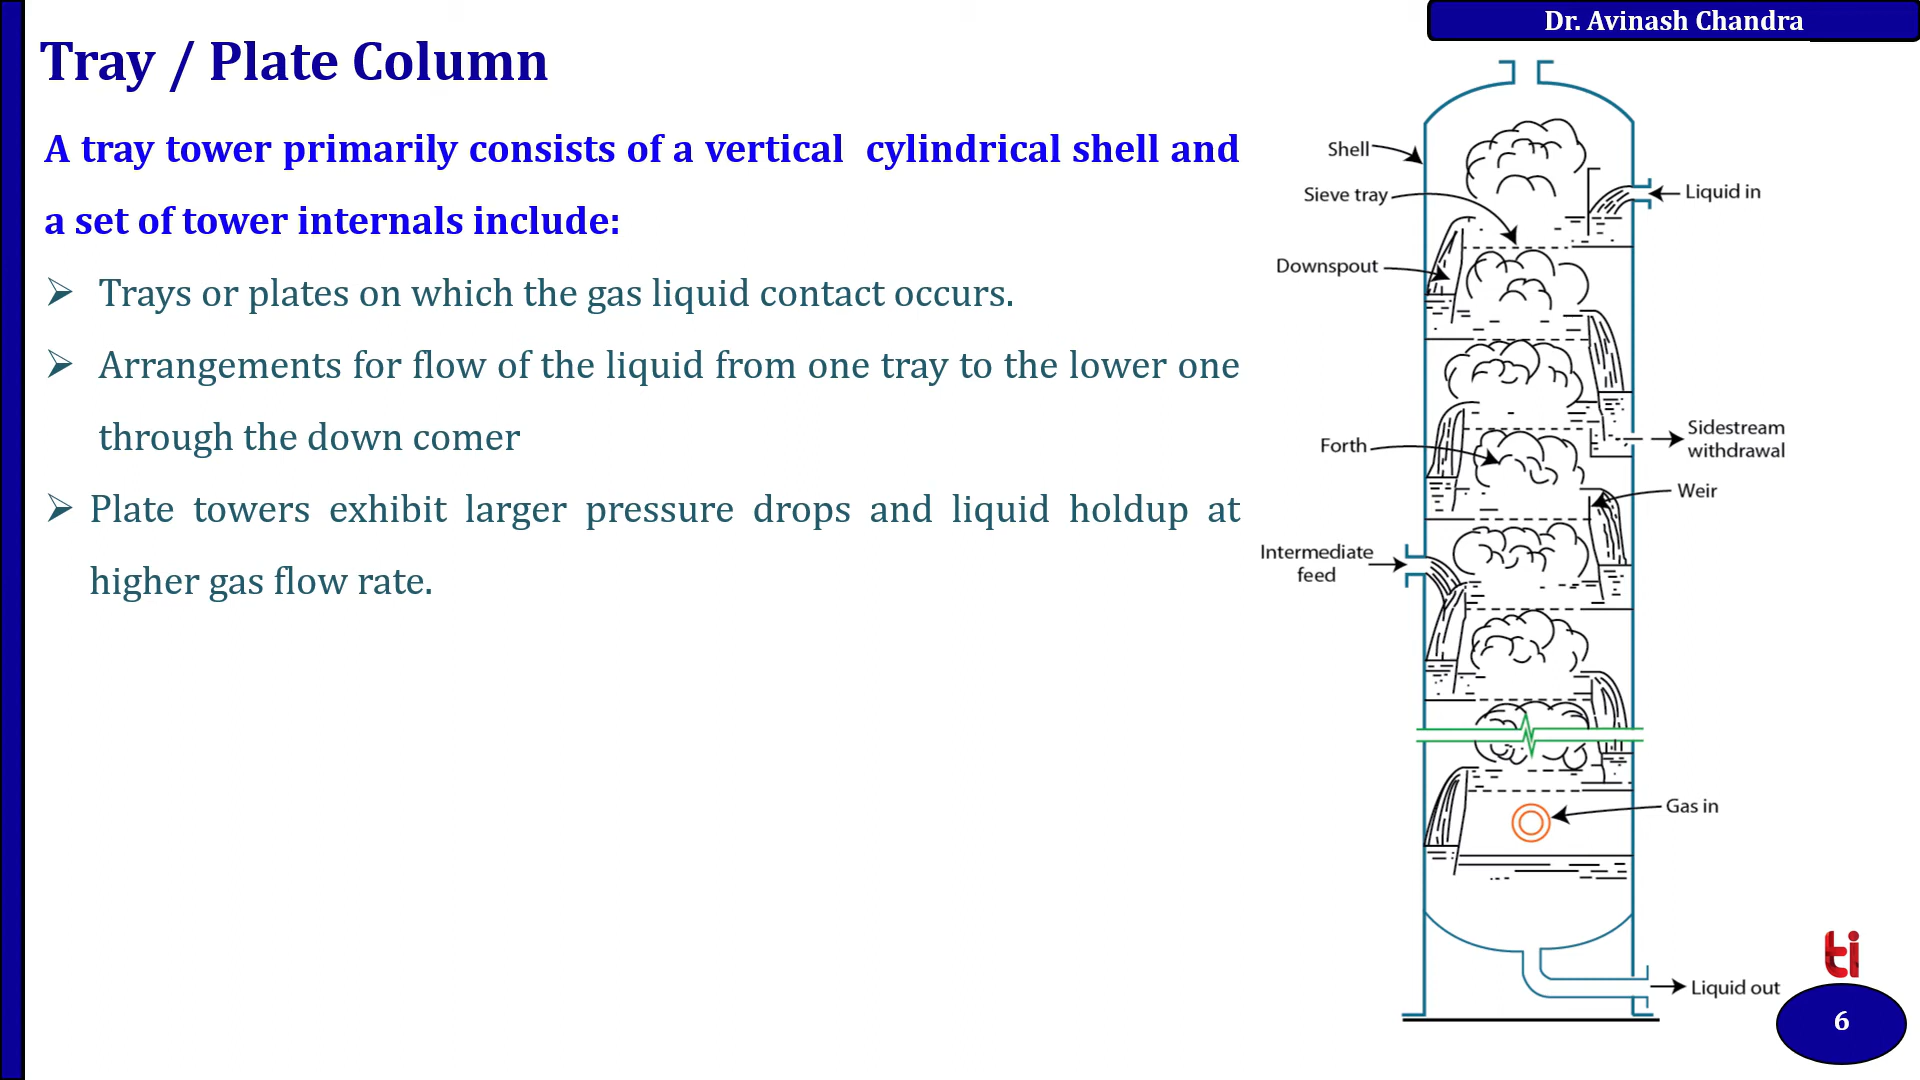 Dr. Avinash Chandra
Tray / Plate Column
A tray tower primarily consists of a vertical cylindrical shell and
a set of tower internals include:
Trays or plates on which the gas liquid contact occurs.
Arrangements for flow of the liquid from one tray to the lower one
through the down comer
Plate towers exhibit larger pressure drops and liquid holdup at
higher gas flow rate.
Shell
Sieve tray
Liquid in
Downspout
Sidestream
withdrawal
Forth
Weir
Intermediate
feed
Gas in
Liquid out
ti
6